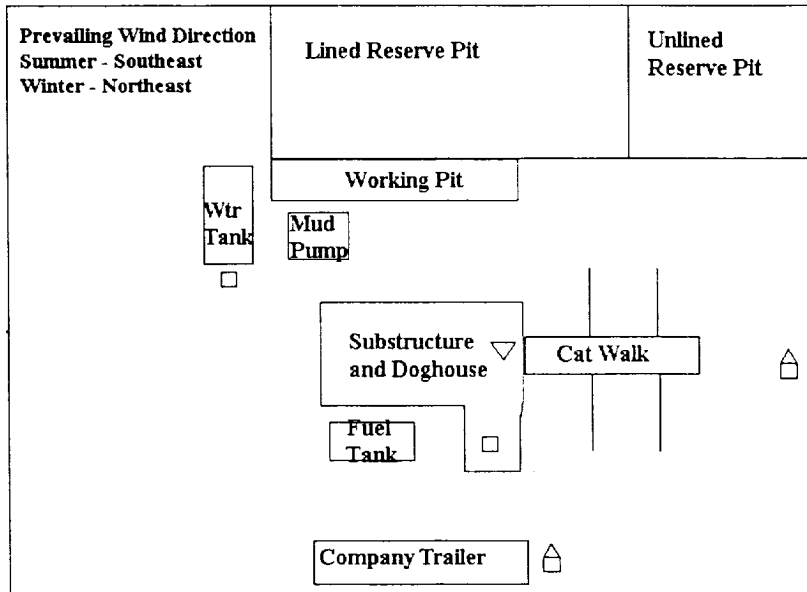 Prevailing Wind Direction
Summer - Southeast
Winter - Northeast
Lined Reserve Pit
Unlined
Reserve Pit
Working Pit
Wtr
Tank
Mud
Pump
Substructure
and Doghouse
Cat Walk
Fuel
Tank
Company Trailer